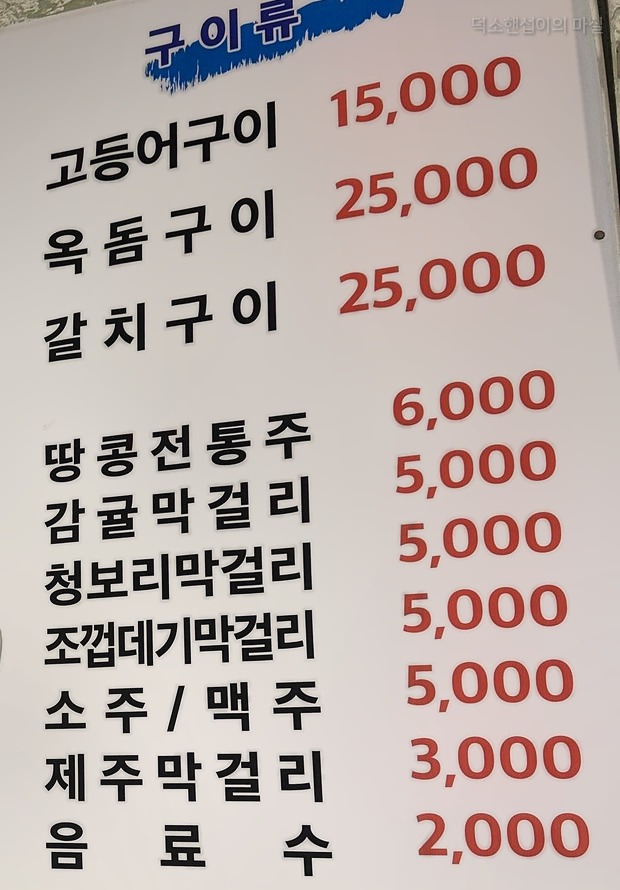 덕소핸섭이의 마실
구이류
고등어구이 15,000
옥돔구이 25,000
갈치구이 25,000
땅콩전통주 6,000
감귤막걸리 5,000
청보리막걸리 5,000
조껍데기막걸리 5,000
소주/맥주 5,000
제주막걸리 3,000
음료수 2,000